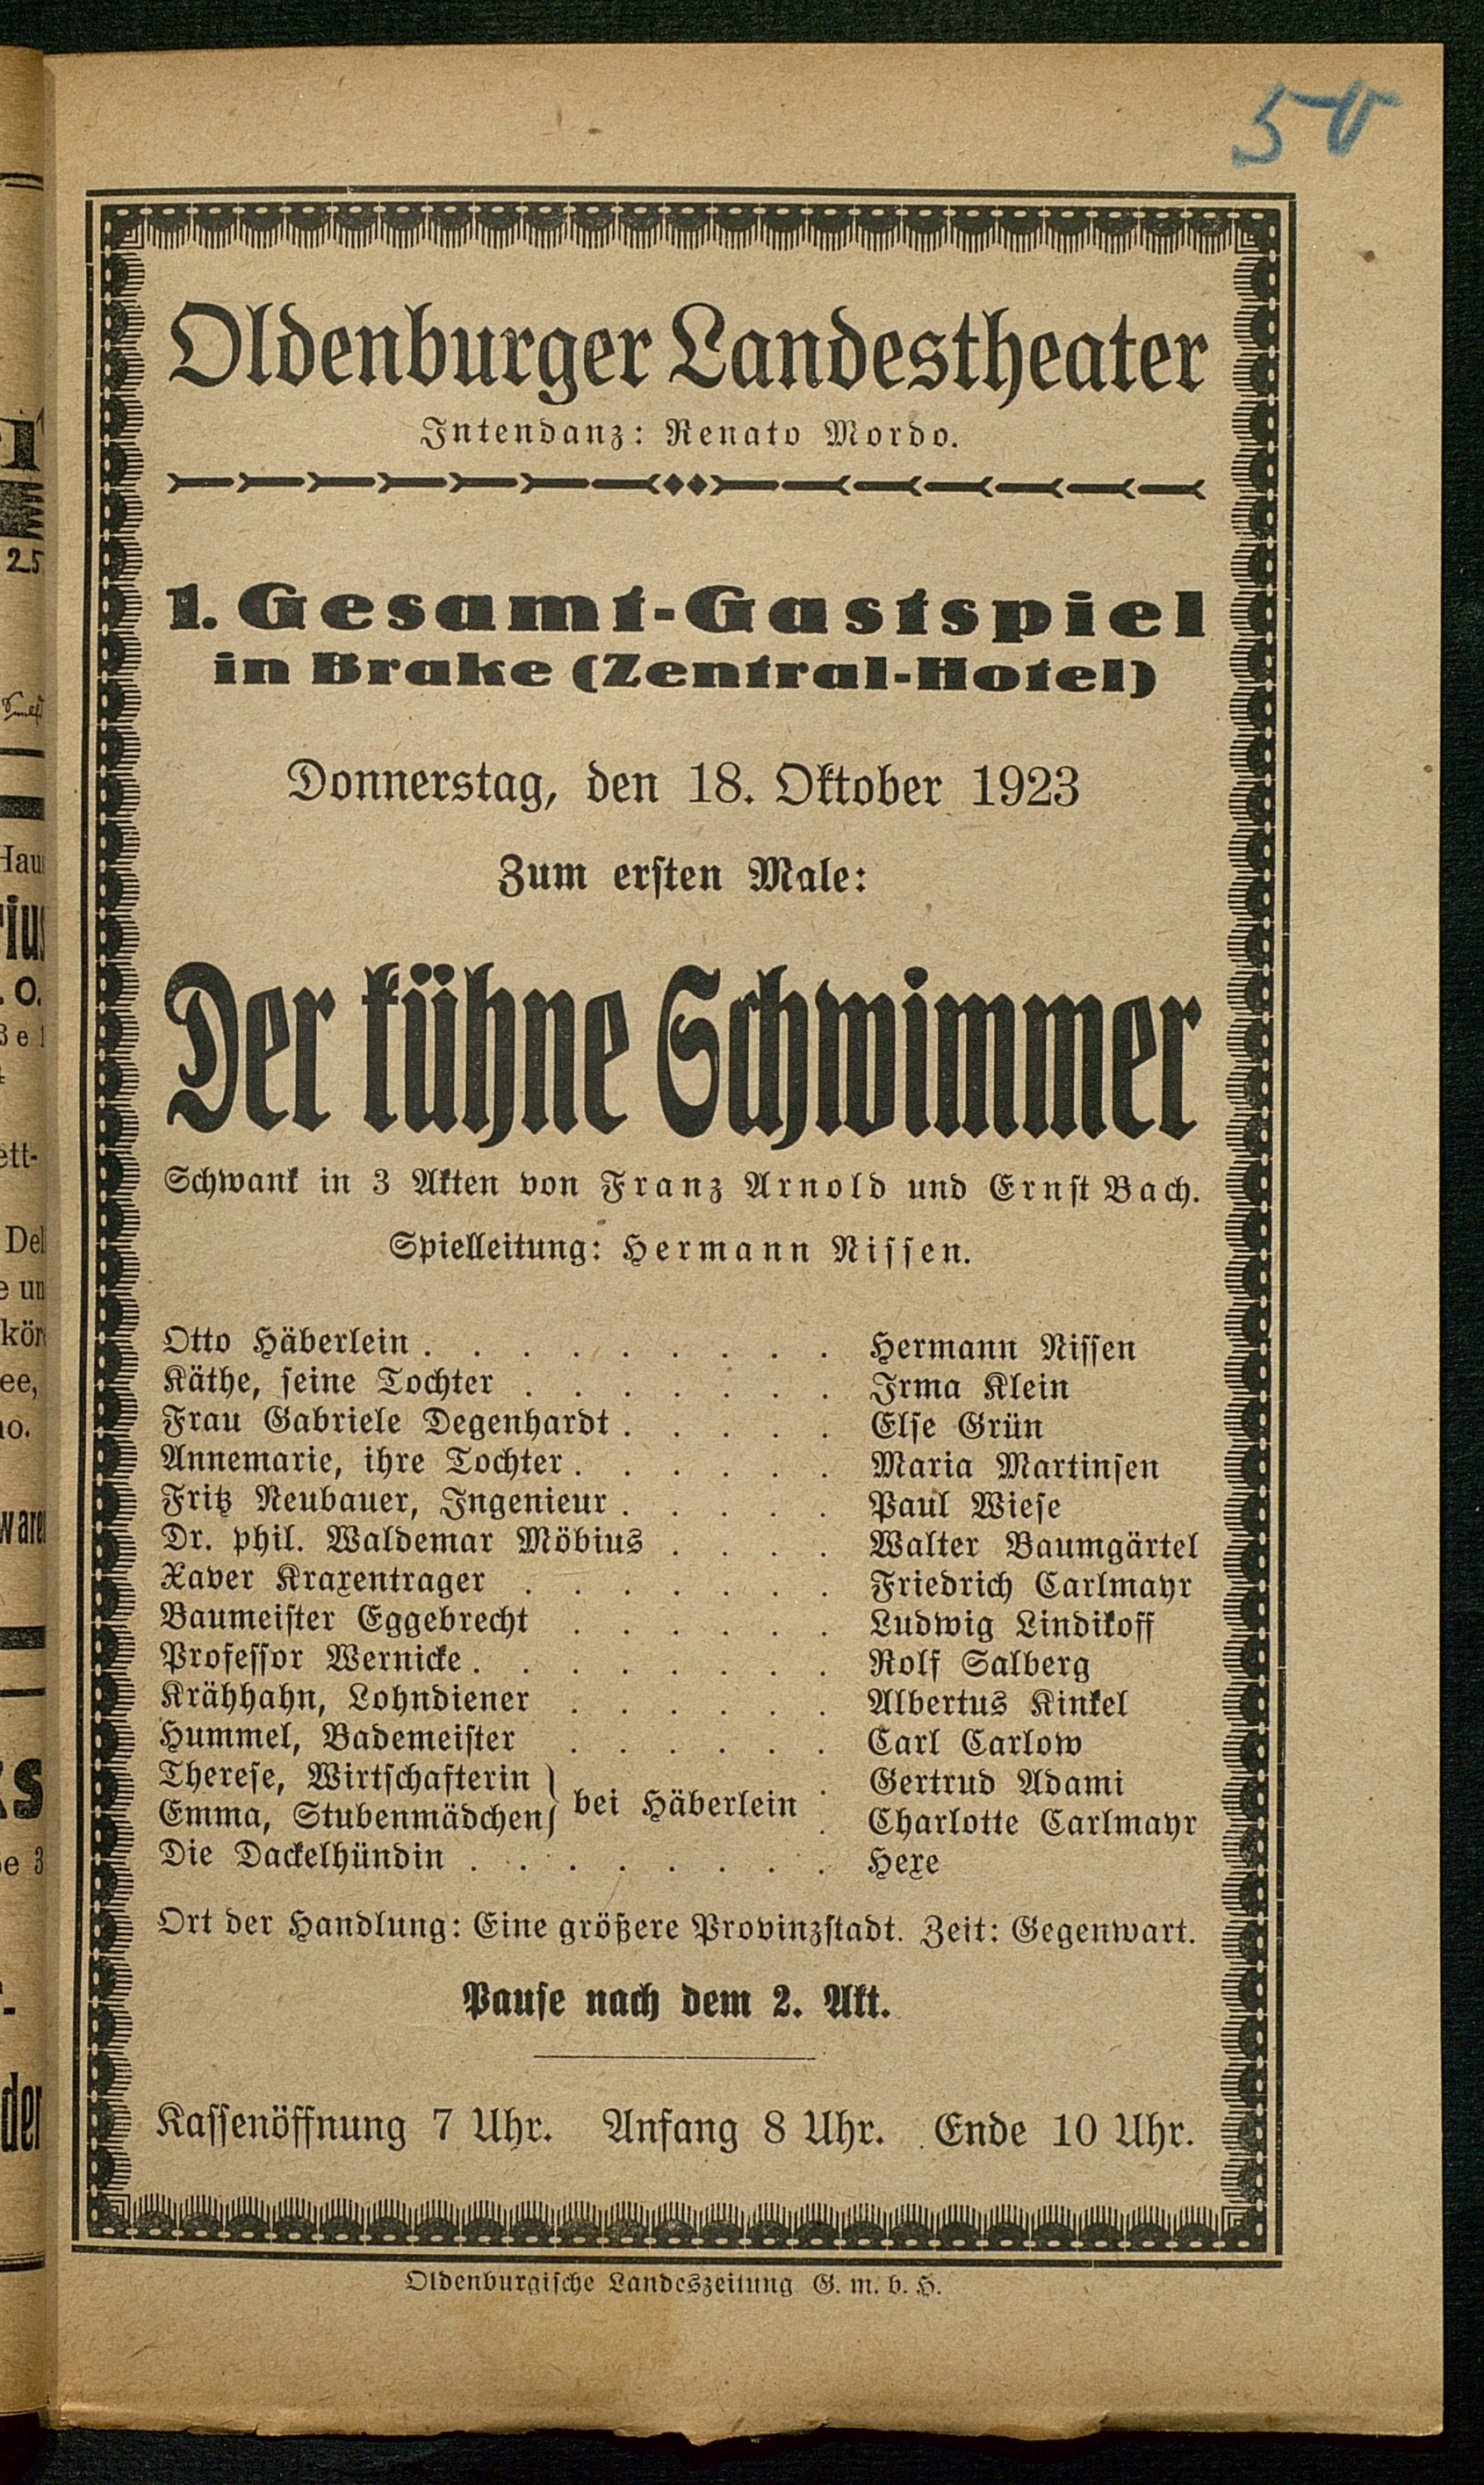 50
Oldenburger Landestheater
Intendanz: Renato Mordo.
1. Gesamt-Gastspiel
in Brake (Zentral-Hotel)
Donnerstag, den 18. Oktober 1923
Zum ersten Male:
Der kühne Schwimmer
Schwank in 3 Akten von Franz Arnold und Ernst Bach.
Spielleitung: Hermann Nissen.
Otto Häberlein . . . . . . . . . Hermann Nissen
Käthe, seine Tochter . . . . . . . Irma Klein
Frau Gabriele Degenhardt . . . . . Else Grün
Annemarie, ihre Tochter . . . . . . Maria Martinsen
Fritz Neubauer, Ingenieur . . . . . Paul Wiese
Dr. phil. Waldemar Möbius . . . . Walter Baumgärtel
Xaver Kraxentrager . . . . . . . Friedrich Carlmayr
Baumeister Eggebrecht . . . . . . Ludwig Lindikoff
Professor Wernicke . . . . . . . . Rolf Salberg
Krähhahn, Lohndiener . . . . . . Albertus Kinkel
Hummel, Bademeister . . . . . . Carl Carlow
Therese, Wirtschafterin } bei Häberlein . Gertrud Adami
Emma, Stubenmädchen } . Charlotte Carlmayr
Die Dackelhündin . . . . . . . . Hexe
Ort der Handlung: Eine größere Provinzstadt. Zeit: Gegenwart.
Pause nach dem 2. Akt.
Kassenöffnung 7 Uhr. Anfang 8 Uhr. Ende 10 Uhr.
Oldenburgische Landeszeitung G. m. b. H.